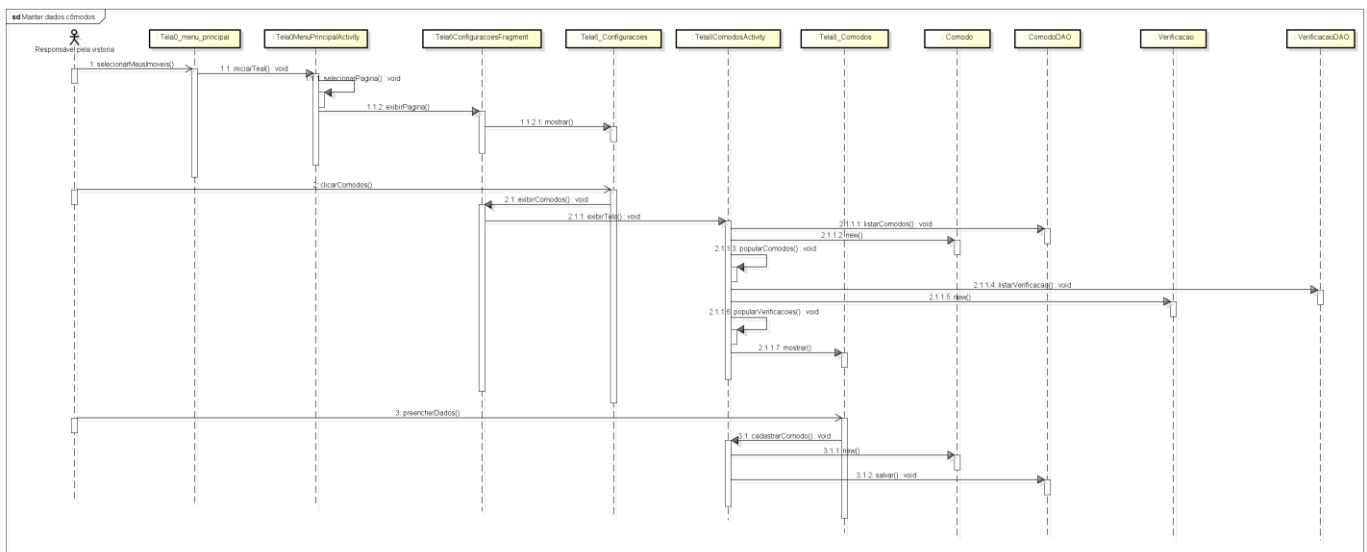 sd Manter dados cômodos
Responsável pela vistoria
: Tela0_menu_principal
: Tela0MenuPrincipalActivity
: Tela6ConfiguracoesFragment
: Tela6_Configuracoes
: Tela8ComodosActivity
: Tela8_Comodos
: Comodo
: ComodoDAO
: Verificacao
: VerificacaoDAO
1: selecionarMeusImoveis()
1.1: iniciarTeal() : void
1.1.1: selecionarPagina() : void
1.1.2: exibirPagina()
1.1.2.1: mostrar()
2: clicarComodos()
2.1: exibirComodos() : void
2.1.1: exibirTela() : void
2.1.1.1: listarComodos() : void
2.1.1.2: new()
2.1.1.3: popularComodos() : void
2.1.1.4: listarVerificacao() : void
2.1.1.5: new()
2.1.1.6: popularVerificacoes() : void
2.1.1.7: mostrar()
3: preencherDados()
3.1: cadastrarComodo() : void
3.1.1: new()
3.1.2: salvar() : void